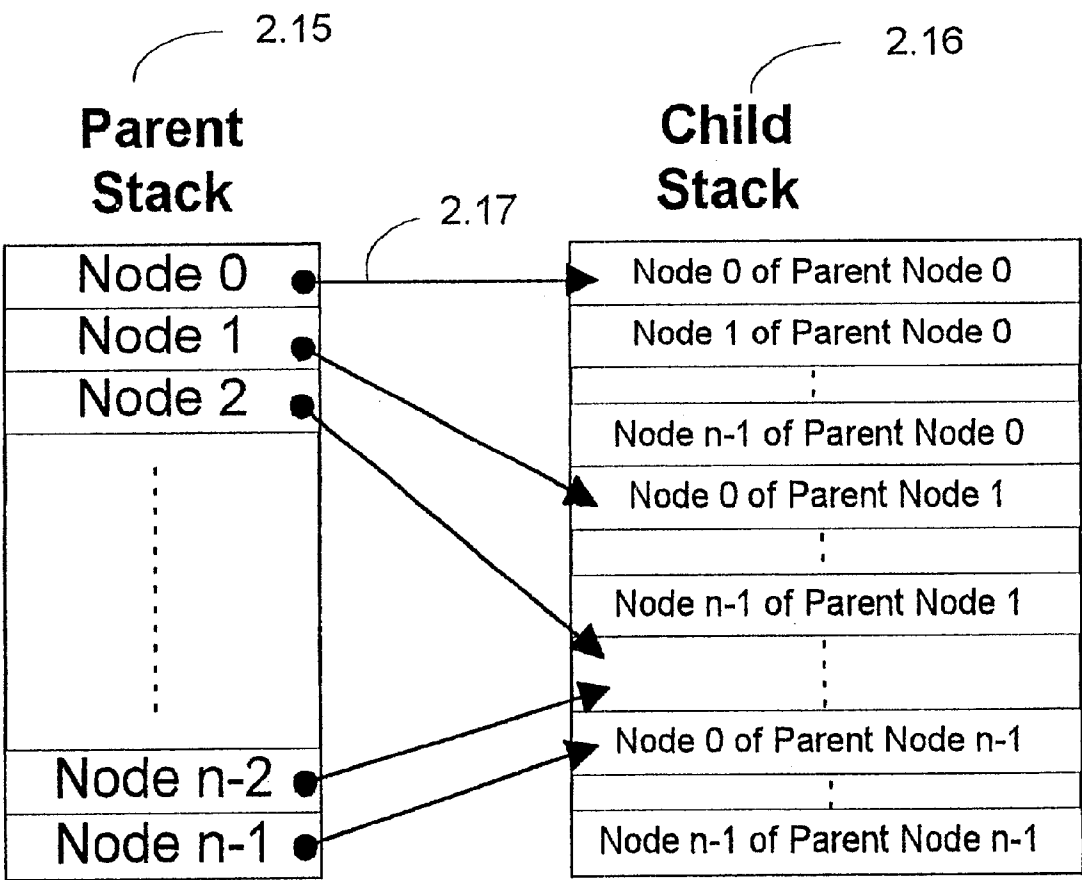 2.15
2.16
Parent
Stack
Child
Stack
2.17
Node 0
Node 1
Node 2
Node n-2
Node n-1
Node 0 of Parent Node 0
Node 1 of Parent Node 0
Node n-1 of Parent Node 0
Node 0 of Parent Node 1
Node n-1 of Parent Node 1
Node 0 of Parent Node n-1
Node n-1 of Parent Node n-1